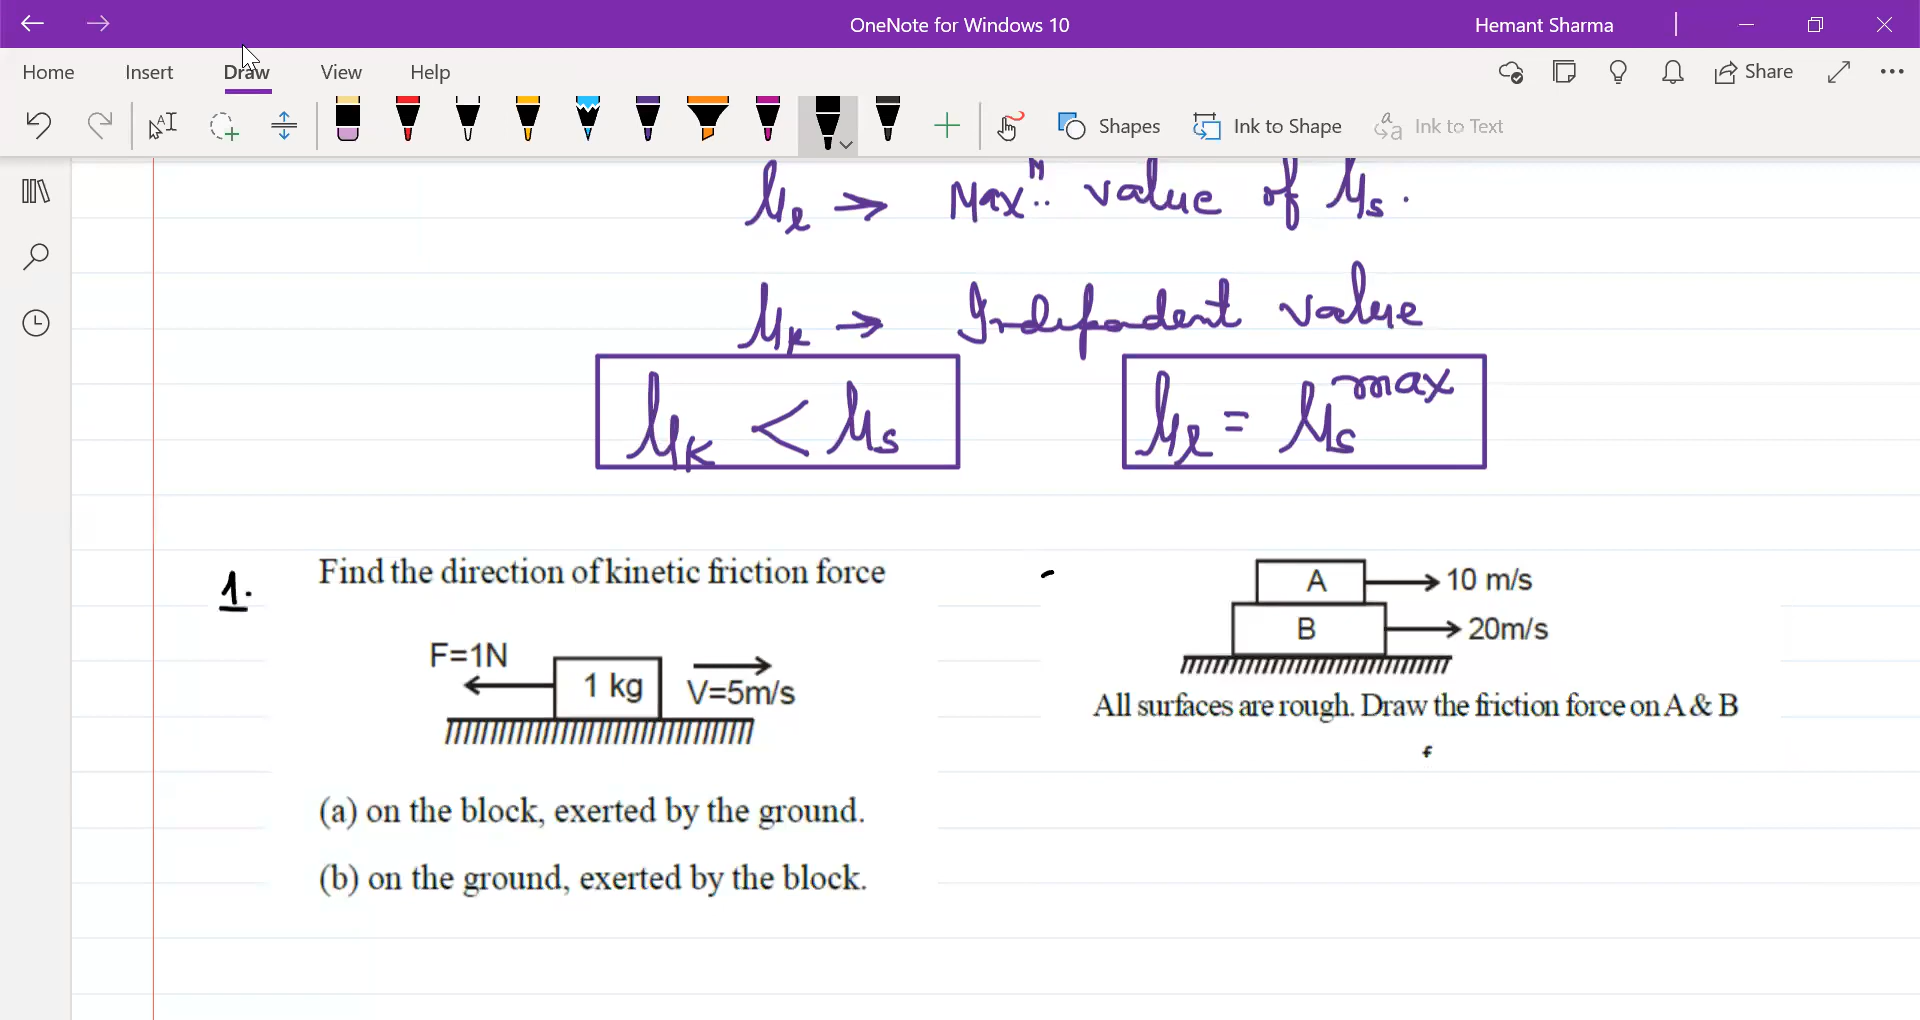 OneNote for Windows 10
Hemant Sharma
Home Insert Draw View Help
Share
Shapes Ink to Shape Ink to Text
μℓ → Maxᵐ value of μs.
μk → Independent value
μK < μs
μℓ = μs max
1. Find the direction of kinetic friction force
F=1N
1 kg
V=5m/s
(a) on the block, exerted by the ground.
(b) on the ground, exerted by the block.
A 10 m/s
B 20m/s
All surfaces are rough. Draw the friction force on A & B